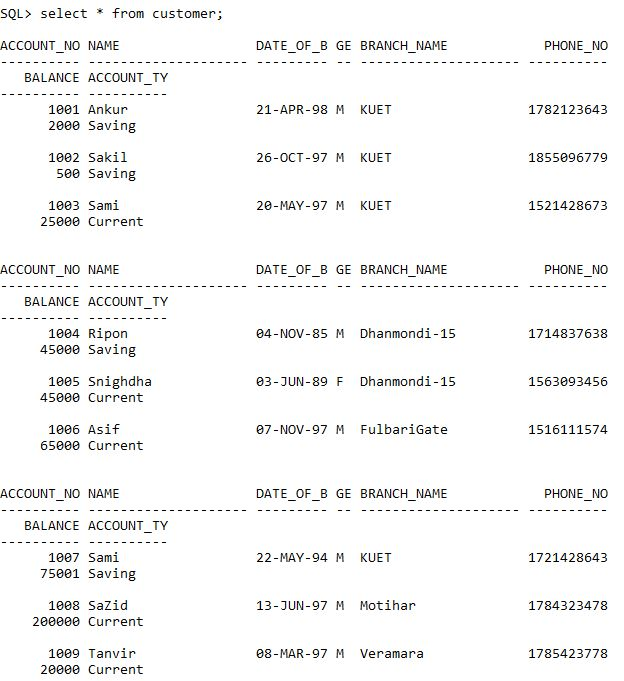 SQL> select * from customer;
ACCOUNT_NO NAME                 DATE_OF_B GE BRANCH_NAME            PHONE_NO
---------- -------------------- --------- -- -------------------- ----------
   BALANCE ACCOUNT_TY
---------- ----------
      1001 Ankur                21-APR-98 M  KUET                 1782123643
      2000 Saving
      1002 Sakil                26-OCT-97 M  KUET                 1855096779
       500 Saving
      1003 Sami                 20-MAY-97 M  KUET                 1521428673
     25000 Current
ACCOUNT_NO NAME                 DATE_OF_B GE BRANCH_NAME            PHONE_NO
---------- -------------------- --------- -- -------------------- ----------
   BALANCE ACCOUNT_TY
---------- ----------
      1004 Ripon                04-NOV-85 M  Dhanmondi-15         1714837638
     45000 Saving
      1005 Snighdha             03-JUN-89 F  Dhanmondi-15         1563093456
     45000 Current
      1006 Asif                 07-NOV-97 M  FulbariGate          1516111574
     65000 Current
ACCOUNT_NO NAME                 DATE_OF_B GE BRANCH_NAME            PHONE_NO
---------- -------------------- --------- -- -------------------- ----------
   BALANCE ACCOUNT_TY
---------- ----------
      1007 Sami                 22-MAY-94 M  KUET                 1721428643
     75001 Saving
      1008 SaZid                13-JUN-97 M  Motihar              1784323478
    200000 Current
      1009 Tanvir               08-MAR-97 M  Veramara             1785423778
     20000 Current